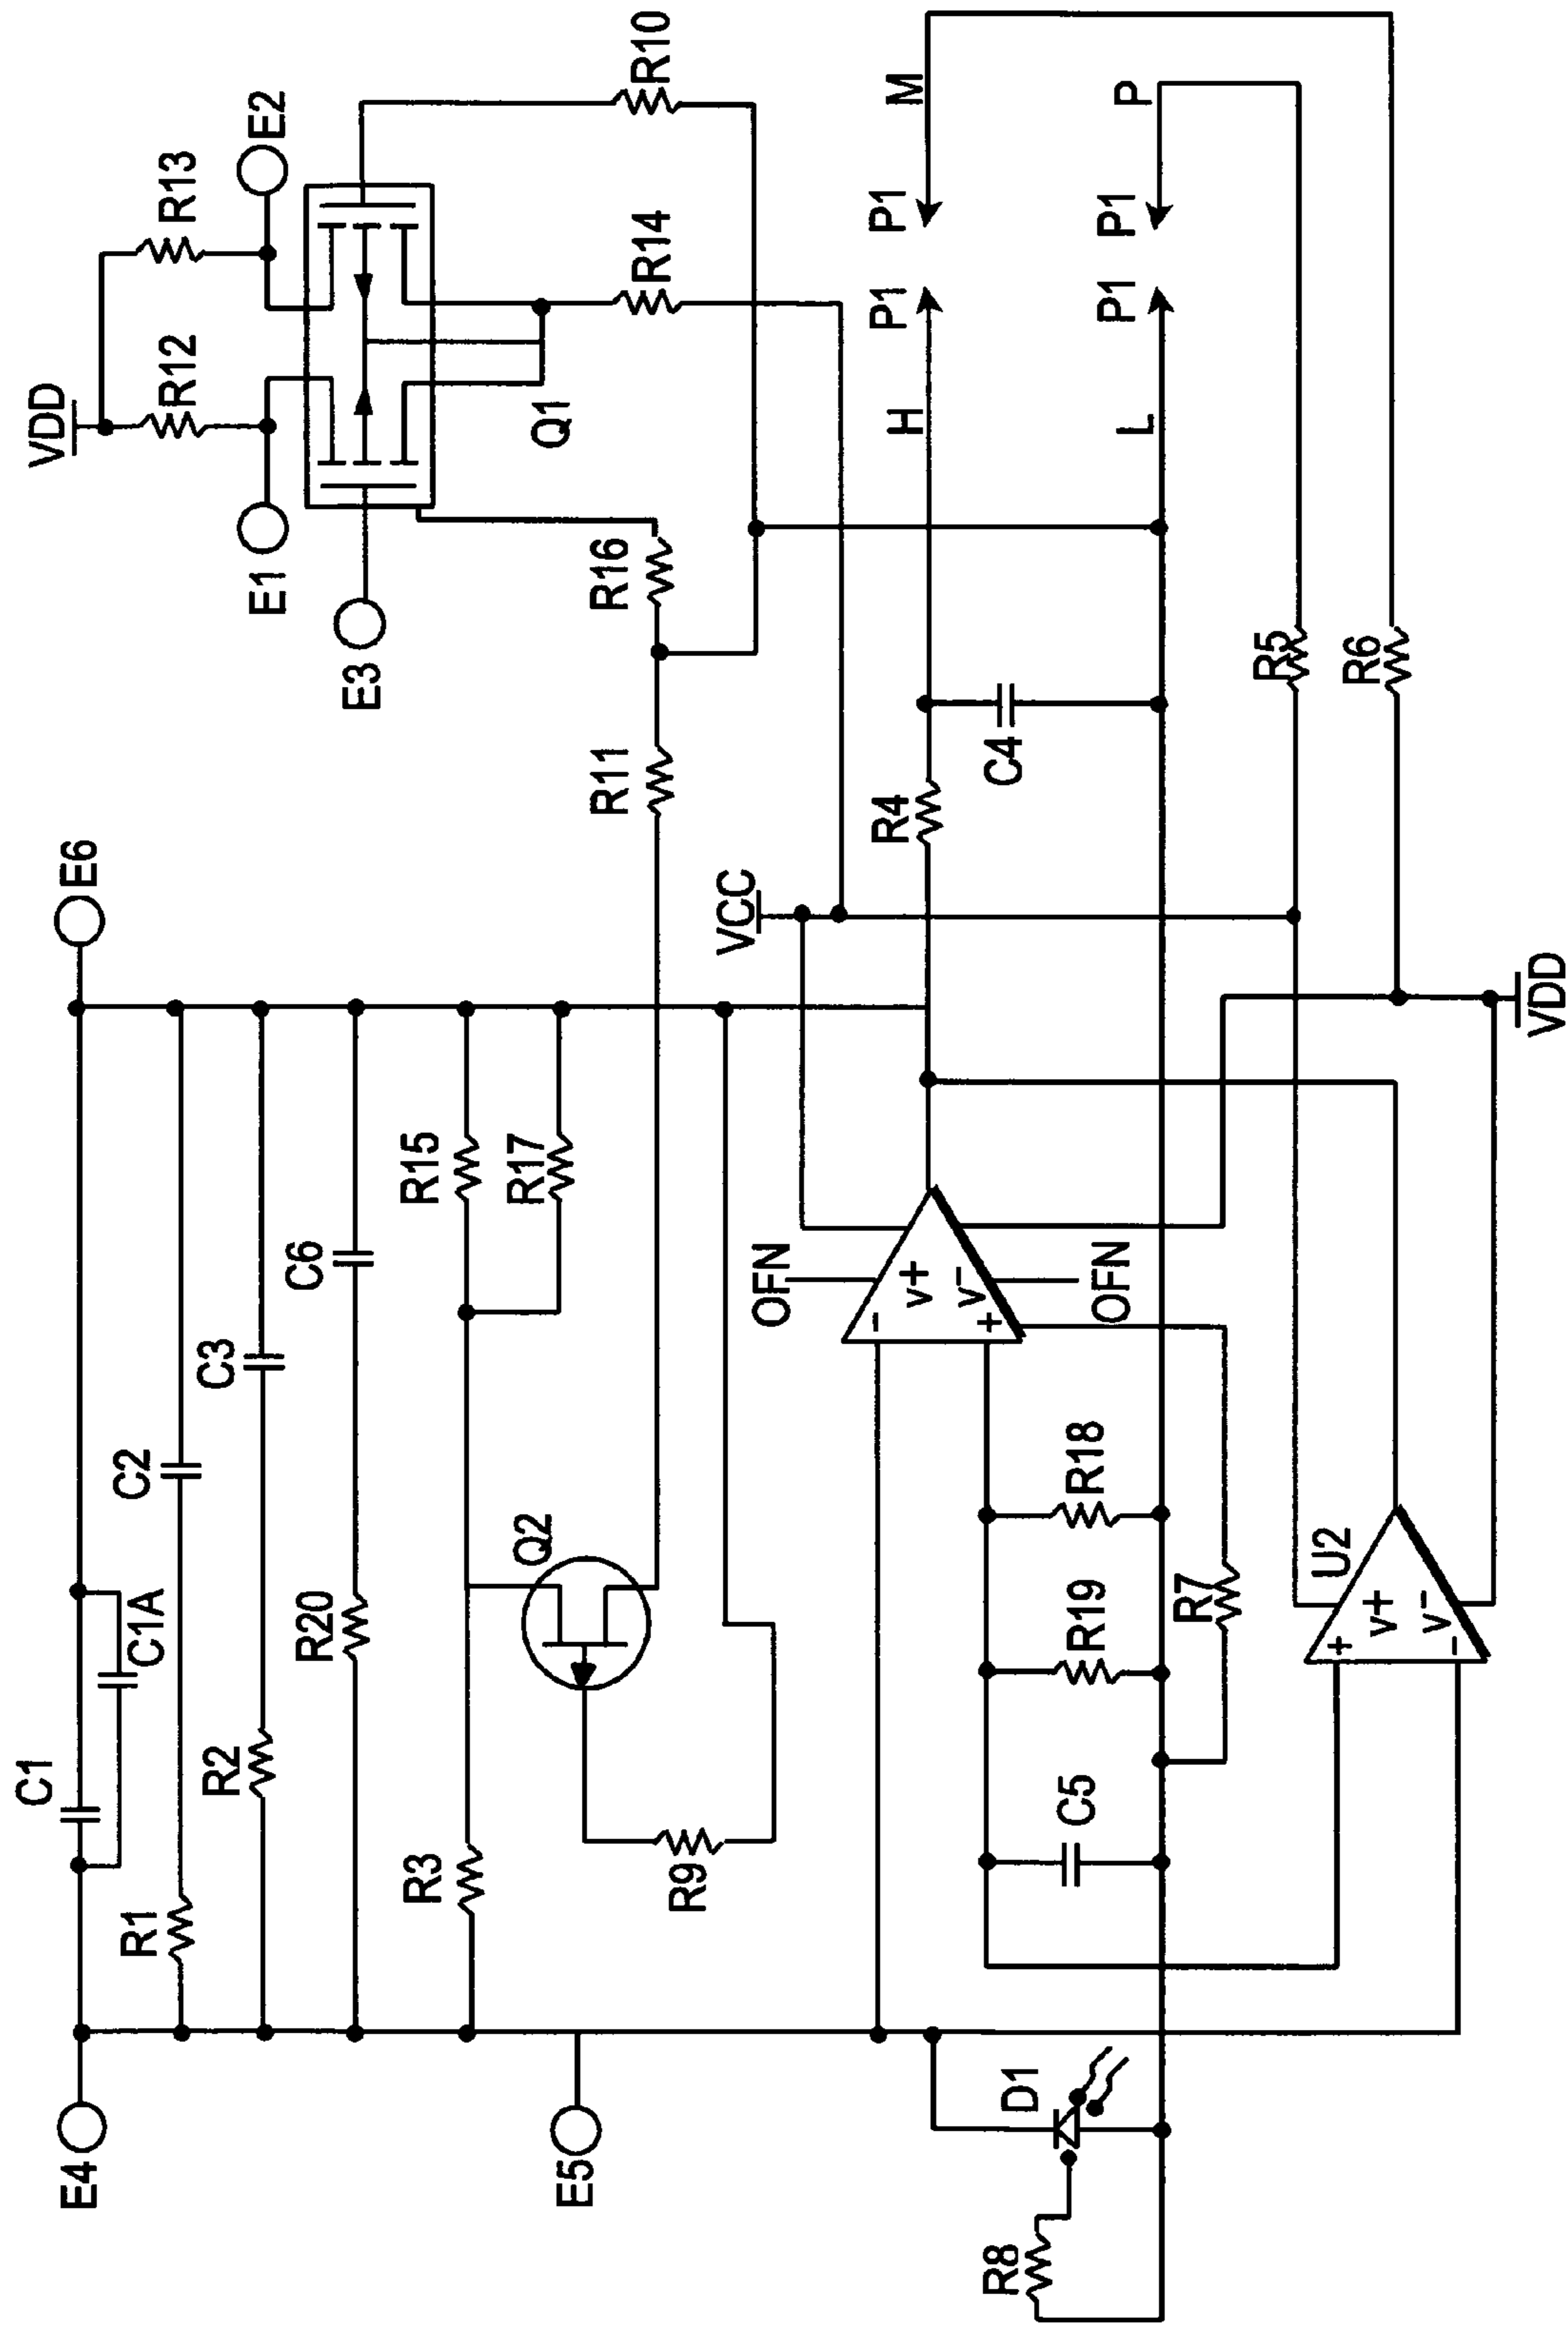 E4
C1
C1A
E6
VDD
R12
R13
E1
E2
E3
Q1
R10
R14
R16
R11
R1
C2
R2
C3
R20
C6
R3
R15
R17
Q2
R9
E5
VCC
OFN
-
v+
v-
+
OFN
R4
H
P1
P1
M
C4
L
P1
P1
P
D1
R8
C5
R19
R18
R7
U2
+
v+
v-
-
R5
R6
VDD